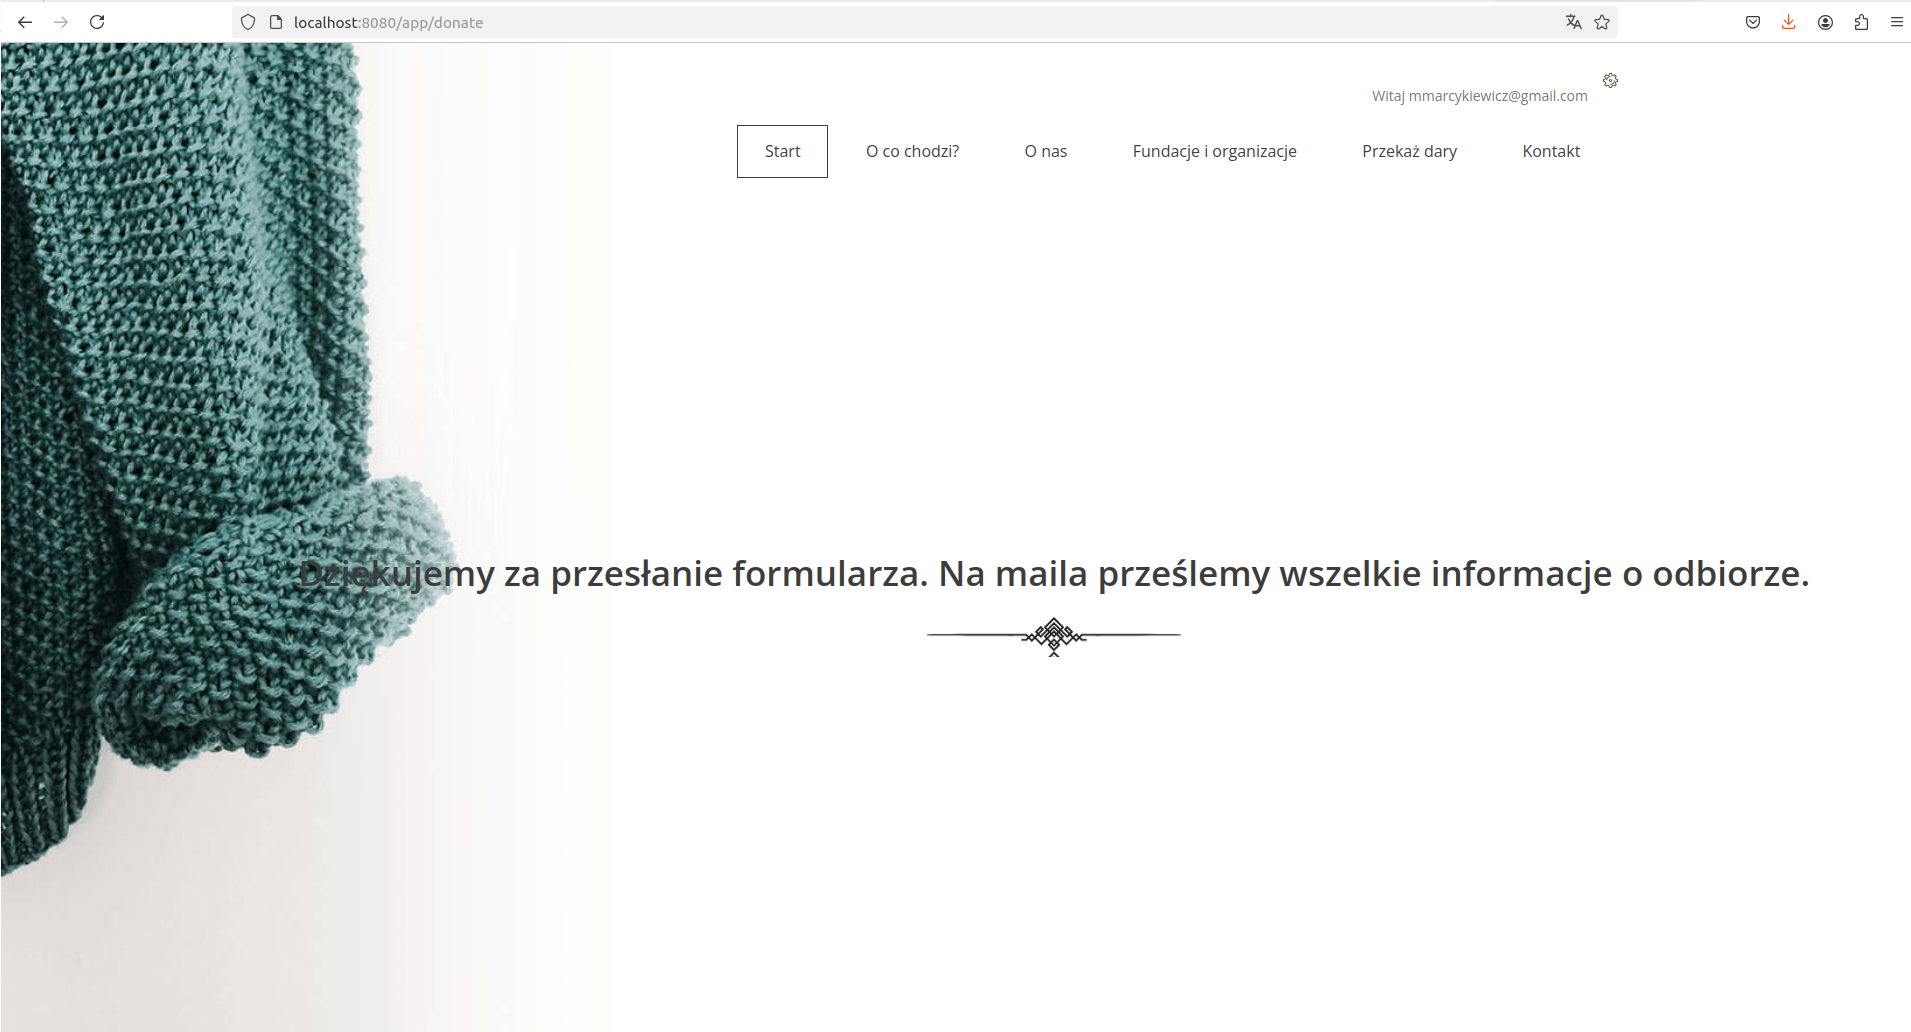 localhost:8080/app/donate
Witaj mmarcykiewicz@gmail.com
Start O co chodzi? O nas Fundacje i organizacje Przekaż dary Kontakt
Dziękujemy za przesłanie formularza. Na maila prześlemy wszelkie informacje o odbiorze.